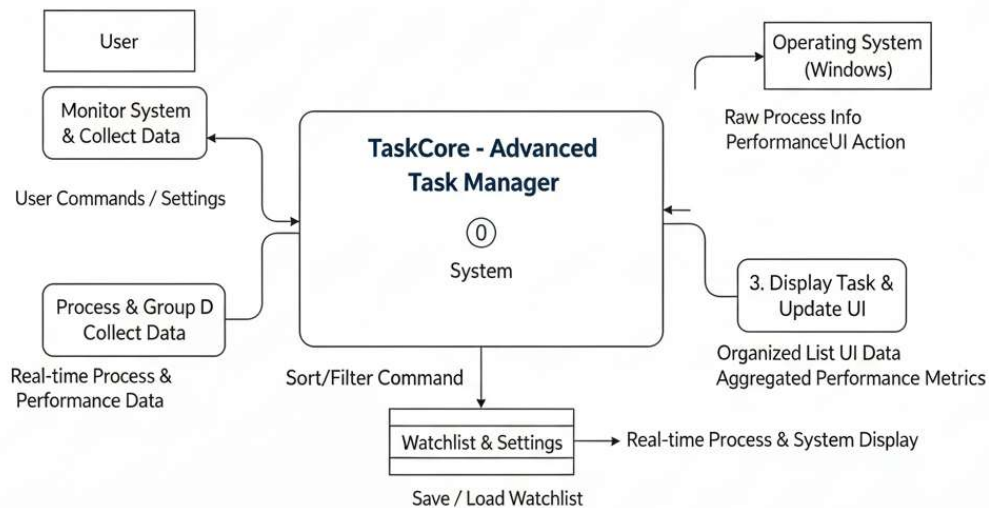 User
Operating System
(Windows)
Monitor System
& Collect Data
Raw Process Info
PerformanceUI Action
TaskCore - Advanced
Task Manager
User Commands / Settings
0
System
Process & Group D
Collect Data
3. Display Task &
Update UI
Real-time Process &
Performance Data
Sort/Filter Command
Organized List UI Data
Aggregated Performance Metrics
Watchlist & Settings
Real-time Process & System Display
Save / Load Watchlist